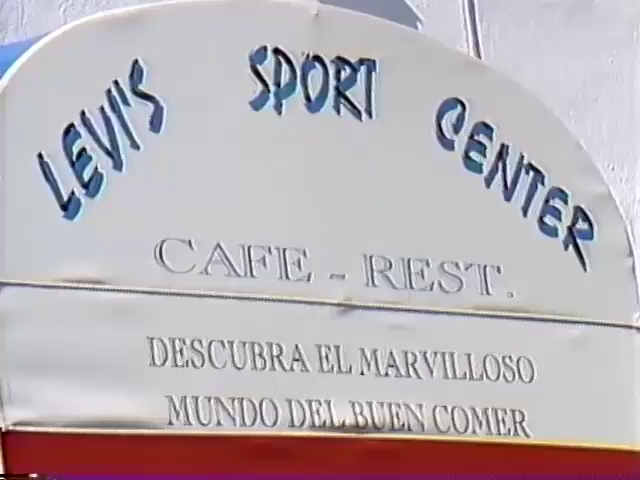 LEVI'S SPORT CENTER
CAFE - REST.
DESCUBRA EL MARVILLOSO
MUNDO DEL BUEN COMER